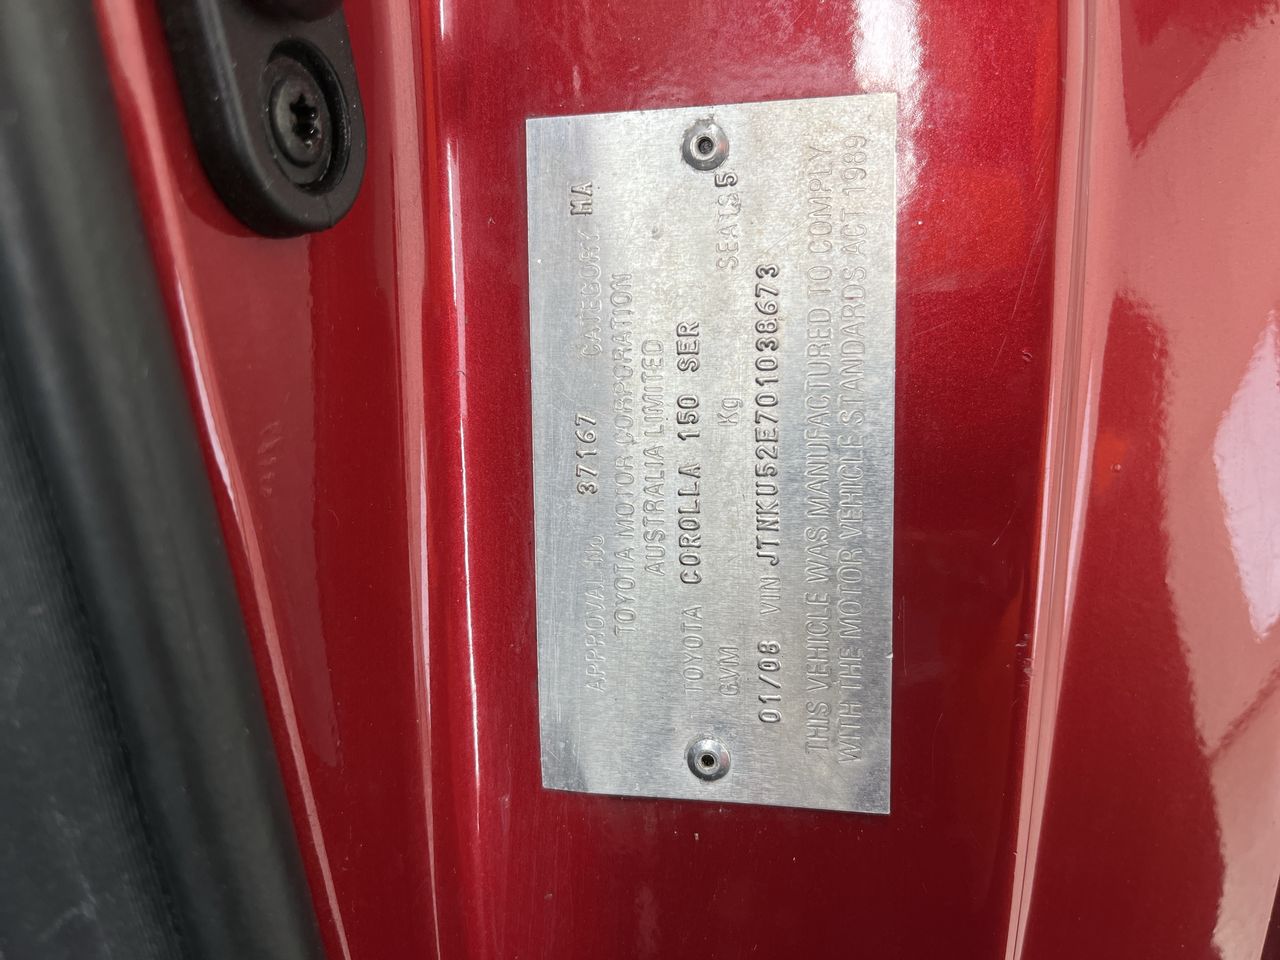 APPROVAL No 37167 CATEGORY MA
TOYOTA MOTOR CORPORATION
AUSTRALIA LIMITED
TOYOTA COROLLA 150 SER
GVM Kg SEATS 5
01/08 VIN JTNKU52E701038673
THIS VEHICLE WAS MANUFACTURED TO COMPLY
WITH THE MOTOR VEHICLE STANDARDS ACT 1989